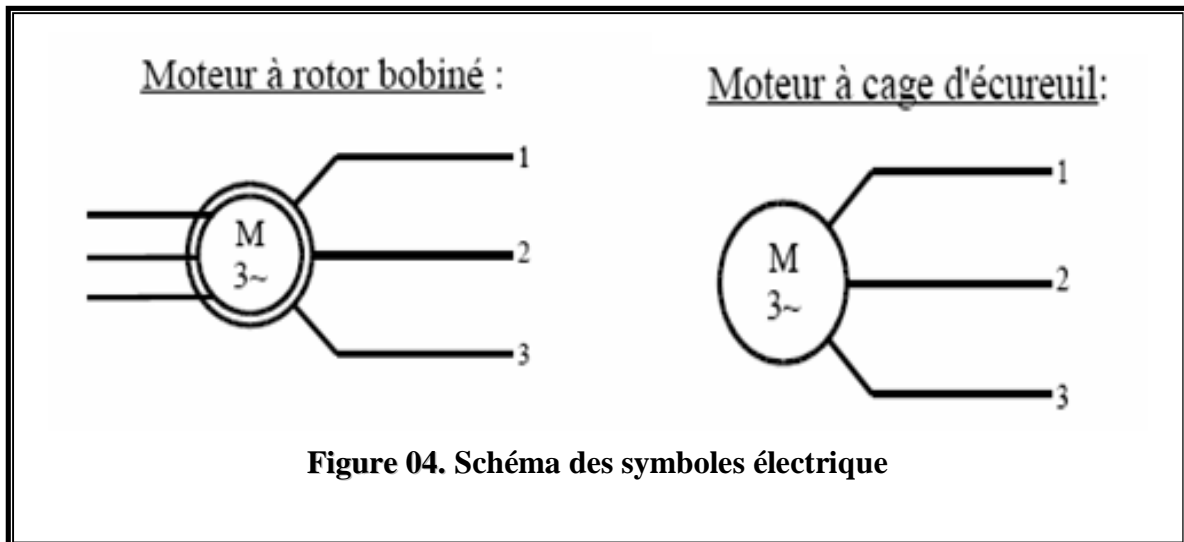 Moteur à rotor bobiné :
M
3~
1
2
3
Moteur à cage d'écureuil:
M
3~
1
2
3
Figure 04. Schéma des symboles électrique